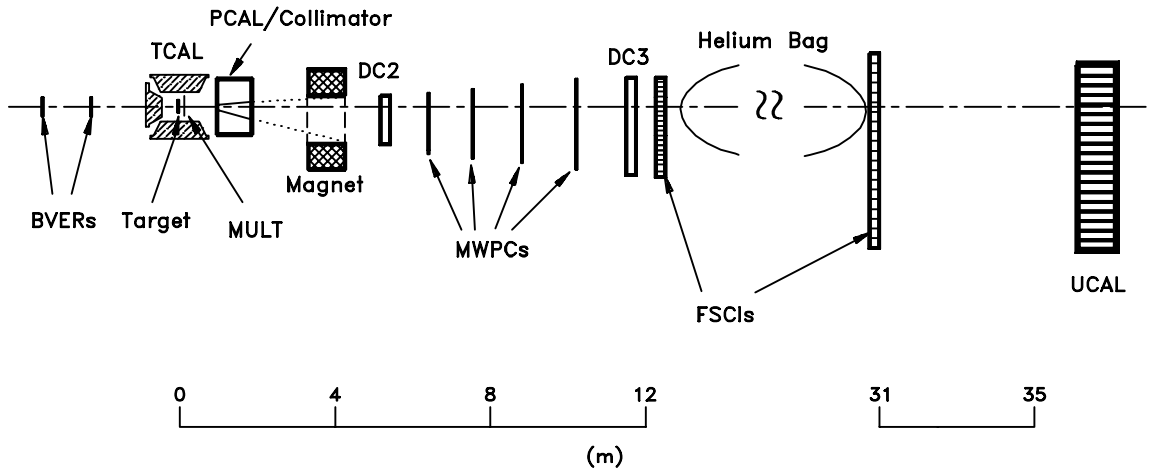 PCAL/Collimator
TCAL
DC2
DC3
Helium Bag
Magnet
BVERs
Target
MULT
MWPCs
FSCIs
UCAL
0 4 8 12 31 35
(m)